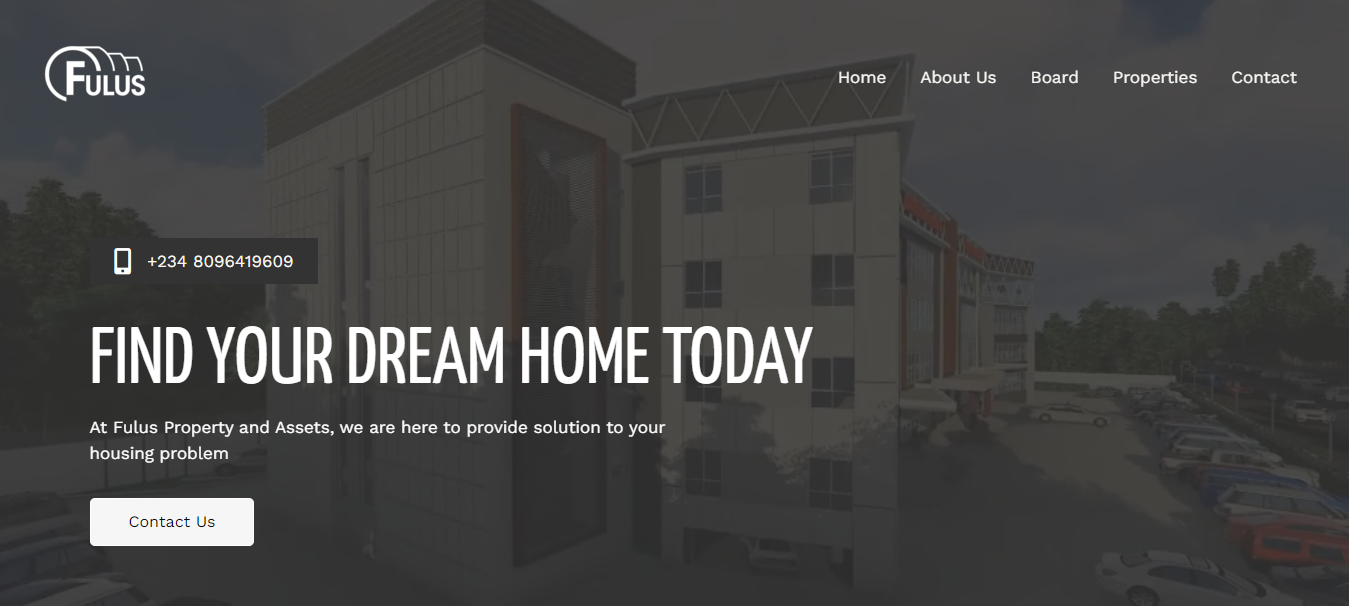 FULUS
Home About Us Board Properties Contact
+234 8096419609
FIND YOUR DREAM HOME TODAY
At Fulus Property and Assets, we are here to provide solution to your
housing problem
Contact Us